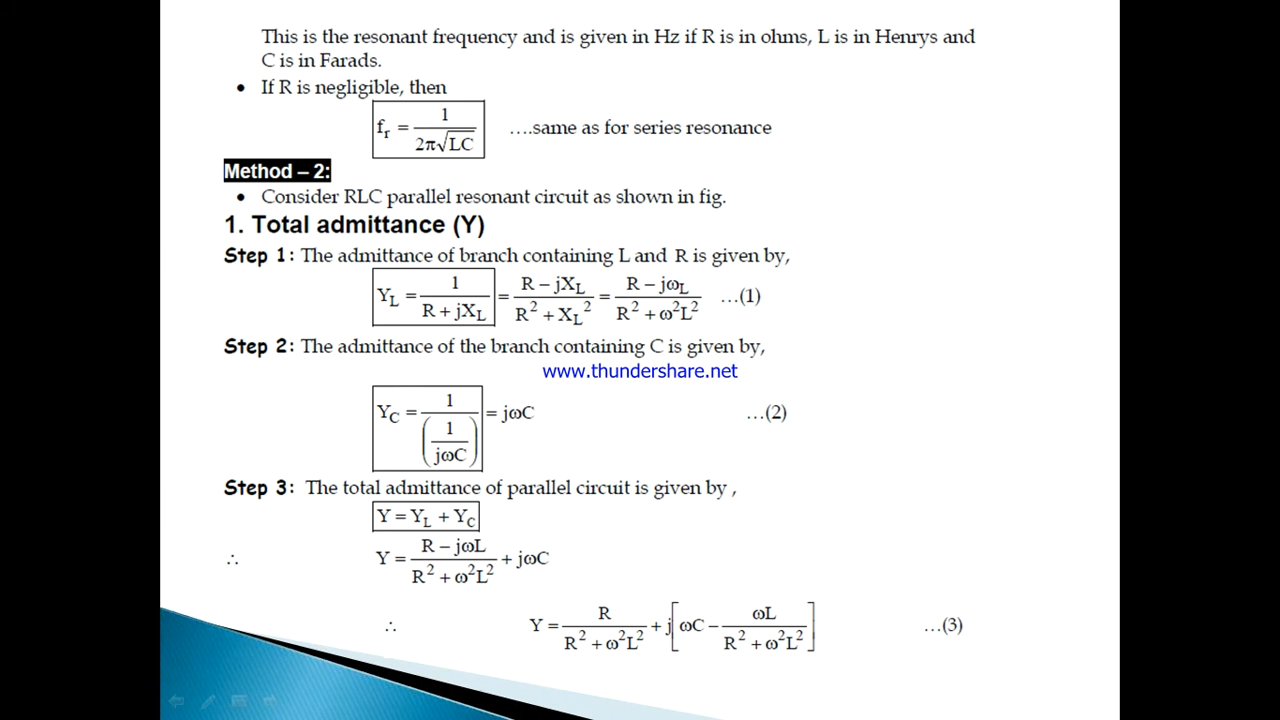 This is the resonant frequency and is given in Hz if R is in ohms, L is in Henrys and
C is in Farads.
• If R is negligible, then
f_r = 1 / (2π√LC) ....same as for series resonance
Method – 2:
• Consider RLC parallel resonant circuit as shown in fig.
1. Total admittance (Y)
Step 1: The admittance of branch containing L and R is given by,
Y_L = 1 / (R + jX_L) = (R – jX_L) / (R² + X_L²) = (R – jω_L) / (R² + ω²L²) ...(1)
Step 2: The admittance of the branch containing C is given by,
www.thundershare.net
Y_C = 1 / (1 / jωC) = jωC ...(2)
Step 3: The total admittance of parallel circuit is given by ,
Y = Y_L + Y_C
∴ Y = (R – jωL) / (R² + ω²L²) + jωC
∴ Y = R / (R² + ω²L²) + j[ωC – ωL / (R² + ω²L²)] ...(3)